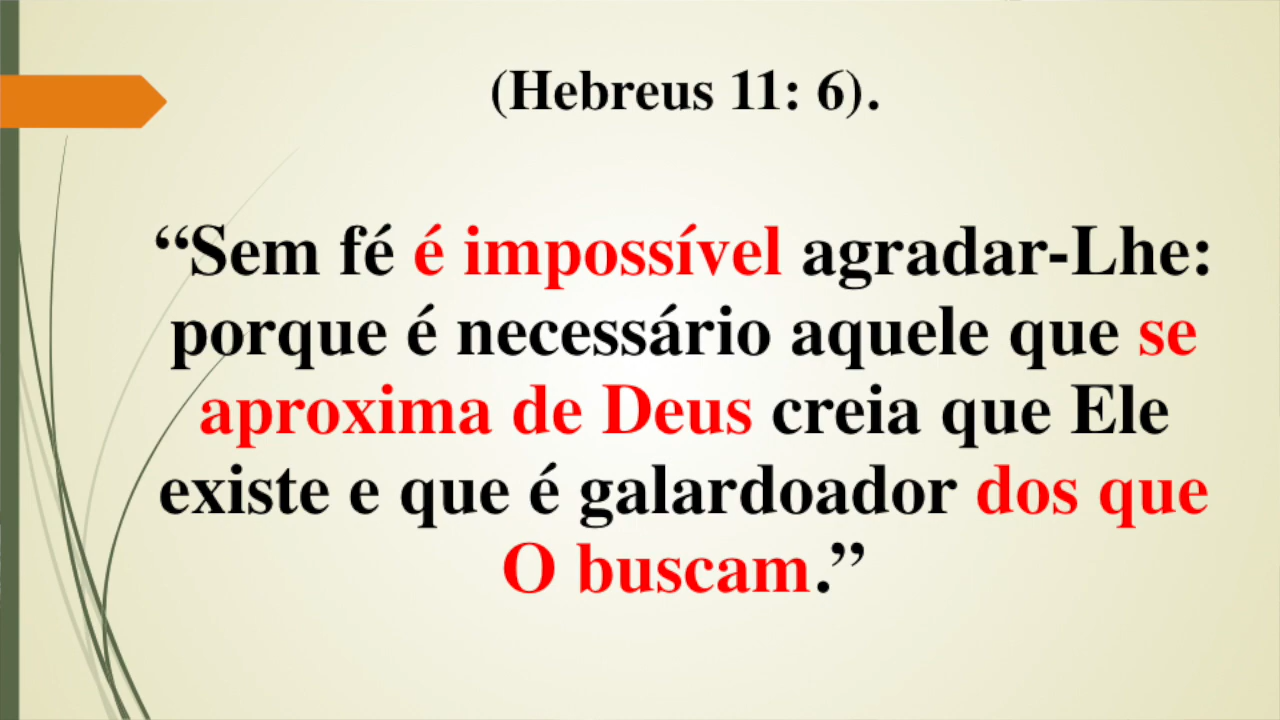 (Hebreus 11: 6).
“Sem fé é impossível agradar-Lhe:
porque é necessário aquele que se
aproxima de Deus creia que Ele
existe e que é galardoador dos que
O buscam.”